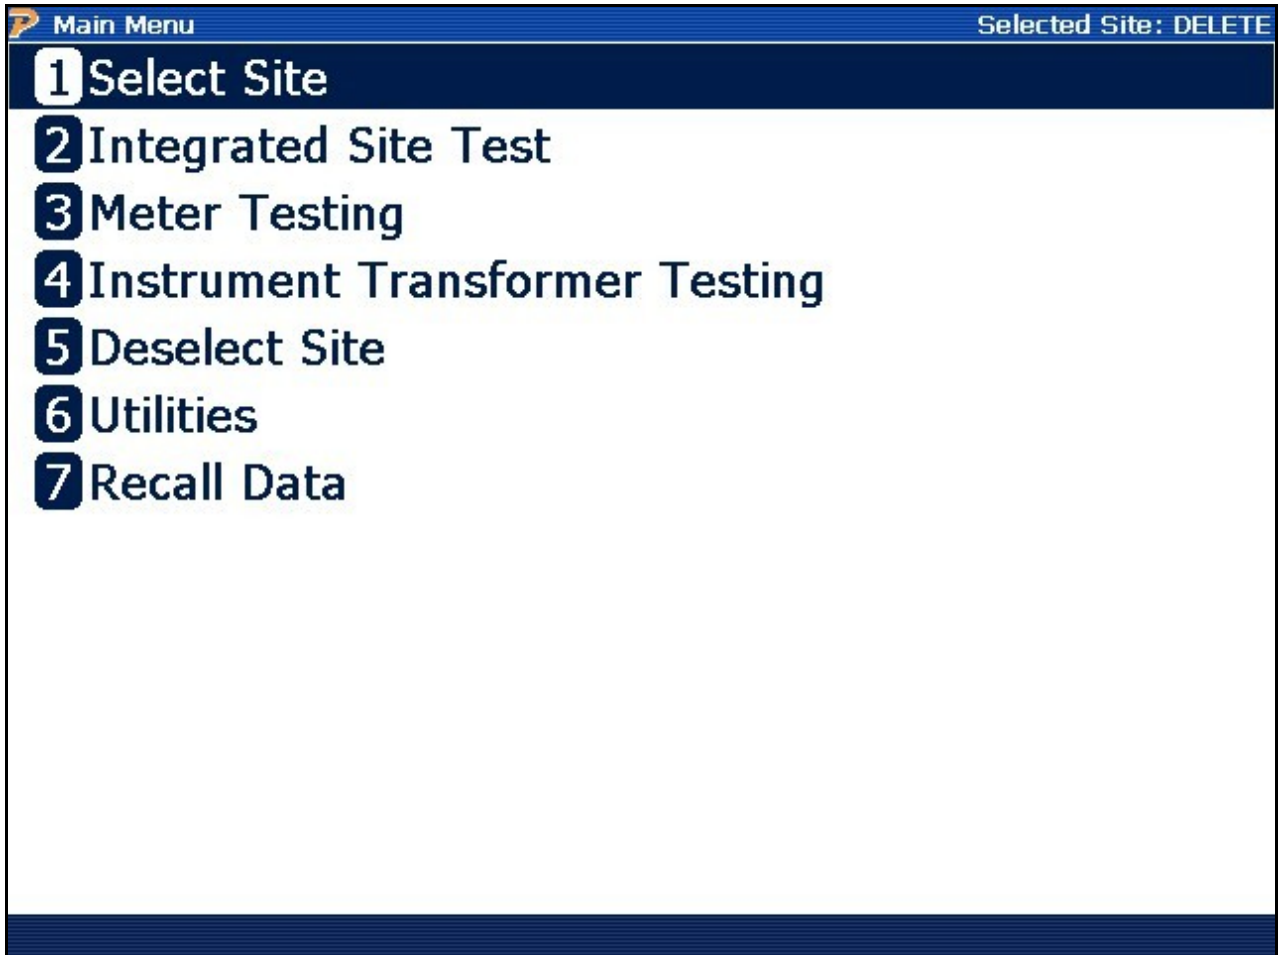 Main Menu Selected Site: DELETE
1 Select Site
2 Integrated Site Test
3 Meter Testing
4 Instrument Transformer Testing
5 Deselect Site
6 Utilities
7 Recall Data